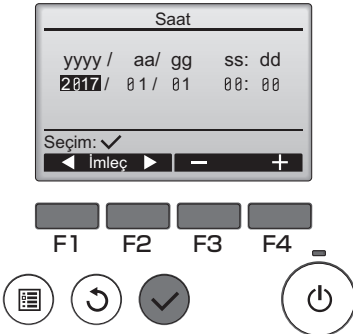 Saat
yyyy / aa/ gg ss: dd
2017/ 01/ 01 00: 00
Seçim:
İmleç − +
F1 F2 F3 F4